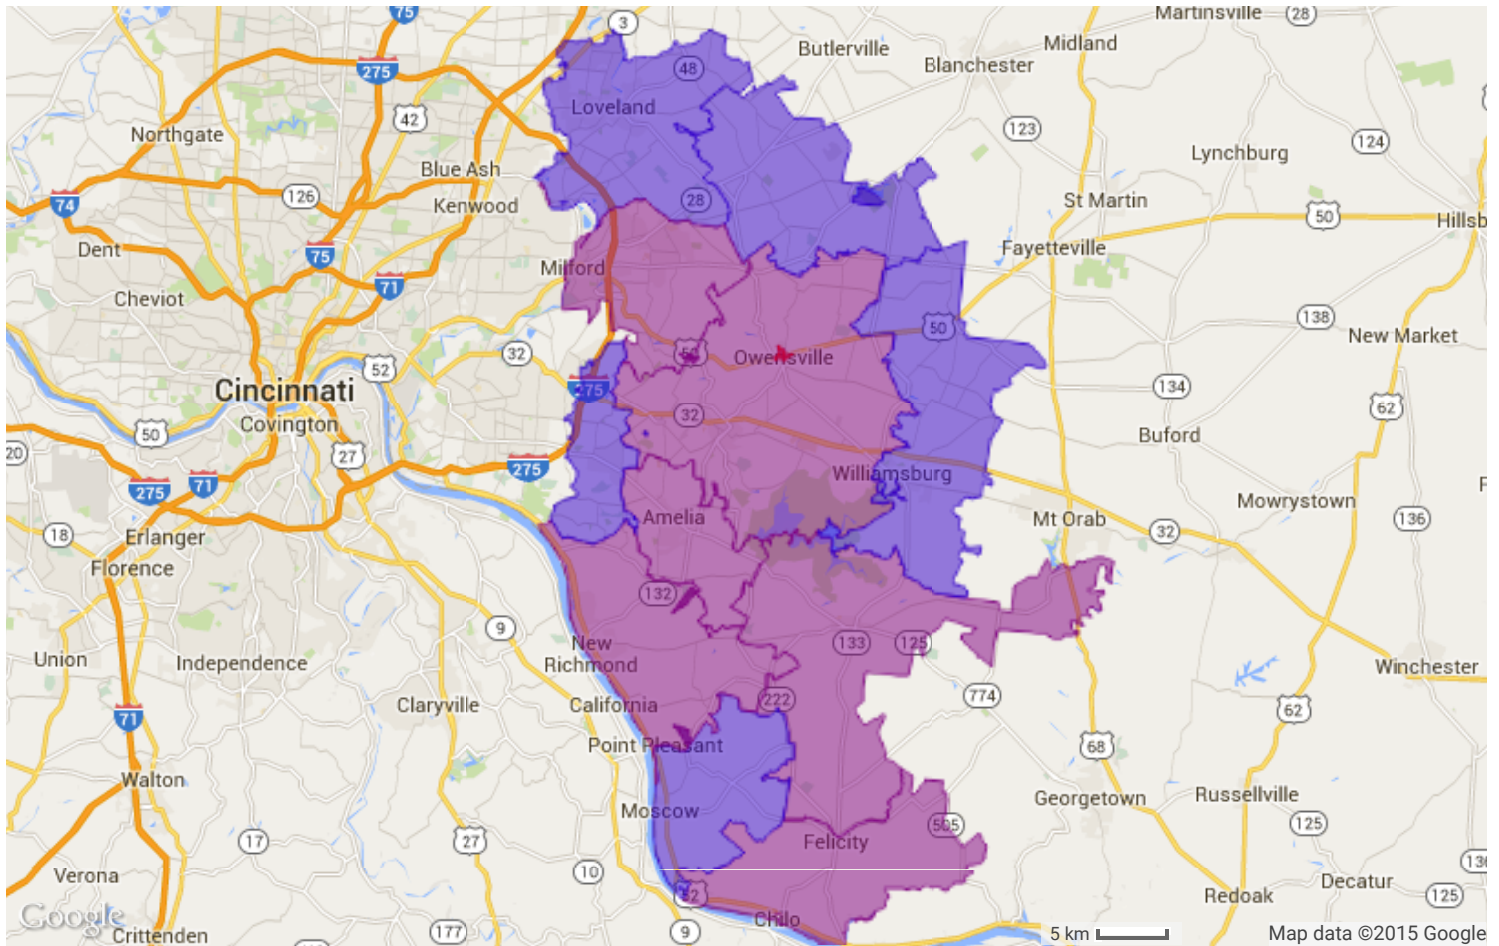 75
3
Martinsville
28
Midland
Butlerville
Blanchester
275
48
Loveland
42
123
Northgate
124
Lynchburg
Blue Ash
74
126
28
St Martin
Kenwood
50
Hillsb
Dent
75
Fayetteville
Milford
71
Cheviot
138
50
New Market
32
50
Owensville
52
Cincinnati
275
134
62
32
Covington
50
Buford
20
27
275
Williamsburg
275
71
Mowrystown
Amelia
Mt Orab
136
18
Erlanger
32
Florence
132
9
133
125
New
Richmond
Union
Independence
Winchester
774
222
California
Claryville
62
71
Point Pleasant
68
Walton
Moscow
Georgetown
Russellville
505
125
17
27
Felicity
136
10
Verona
Decatur
52
Redoak
125
Google
Chilo
177
9
Crittenden
5 km
Map data ©2015 Google